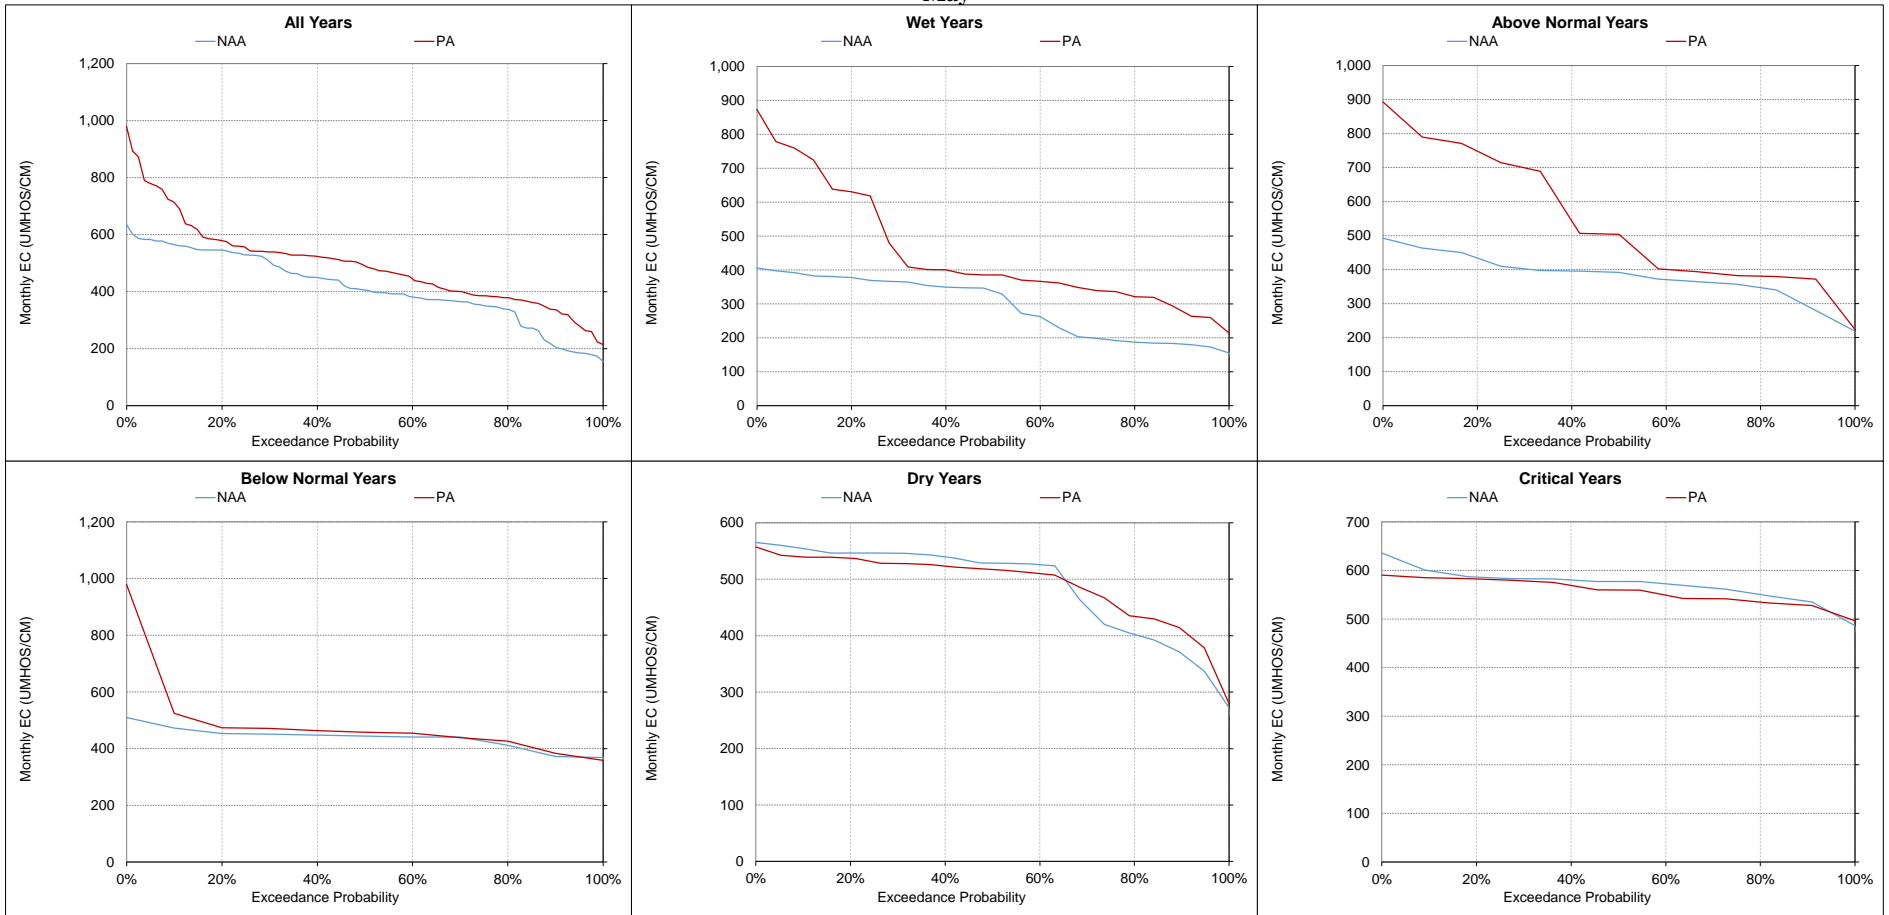 All Years
NAA PA
1,200
1,000
800
600
400
200
0
0% 20% 40% 60% 80% 100%
Monthly EC (UMHOS/CM)
Exceedance Probability
Wet Years
NAA PA
1,000
900
800
700
600
500
400
300
200
100
0
0% 20% 40% 60% 80% 100%
Monthly EC (UMHOS/CM)
Exceedance Probability
Above Normal Years
NAA PA
1,000
900
800
700
600
500
400
300
200
100
0
0% 20% 40% 60% 80% 100%
Monthly EC (UMHOS/CM)
Exceedance Probability
Below Normal Years
NAA PA
1,200
1,000
800
600
400
200
0
0% 20% 40% 60% 80% 100%
Monthly EC (UMHOS/CM)
Exceedance Probability
Dry Years
NAA PA
600
500
400
300
200
100
0
0% 20% 40% 60% 80% 100%
Monthly EC (UMHOS/CM)
Exceedance Probability
Critical Years
NAA PA
700
600
500
400
300
200
100
0
0% 20% 40% 60% 80% 100%
Monthly EC (UMHOS/CM)
Exceedance Probability